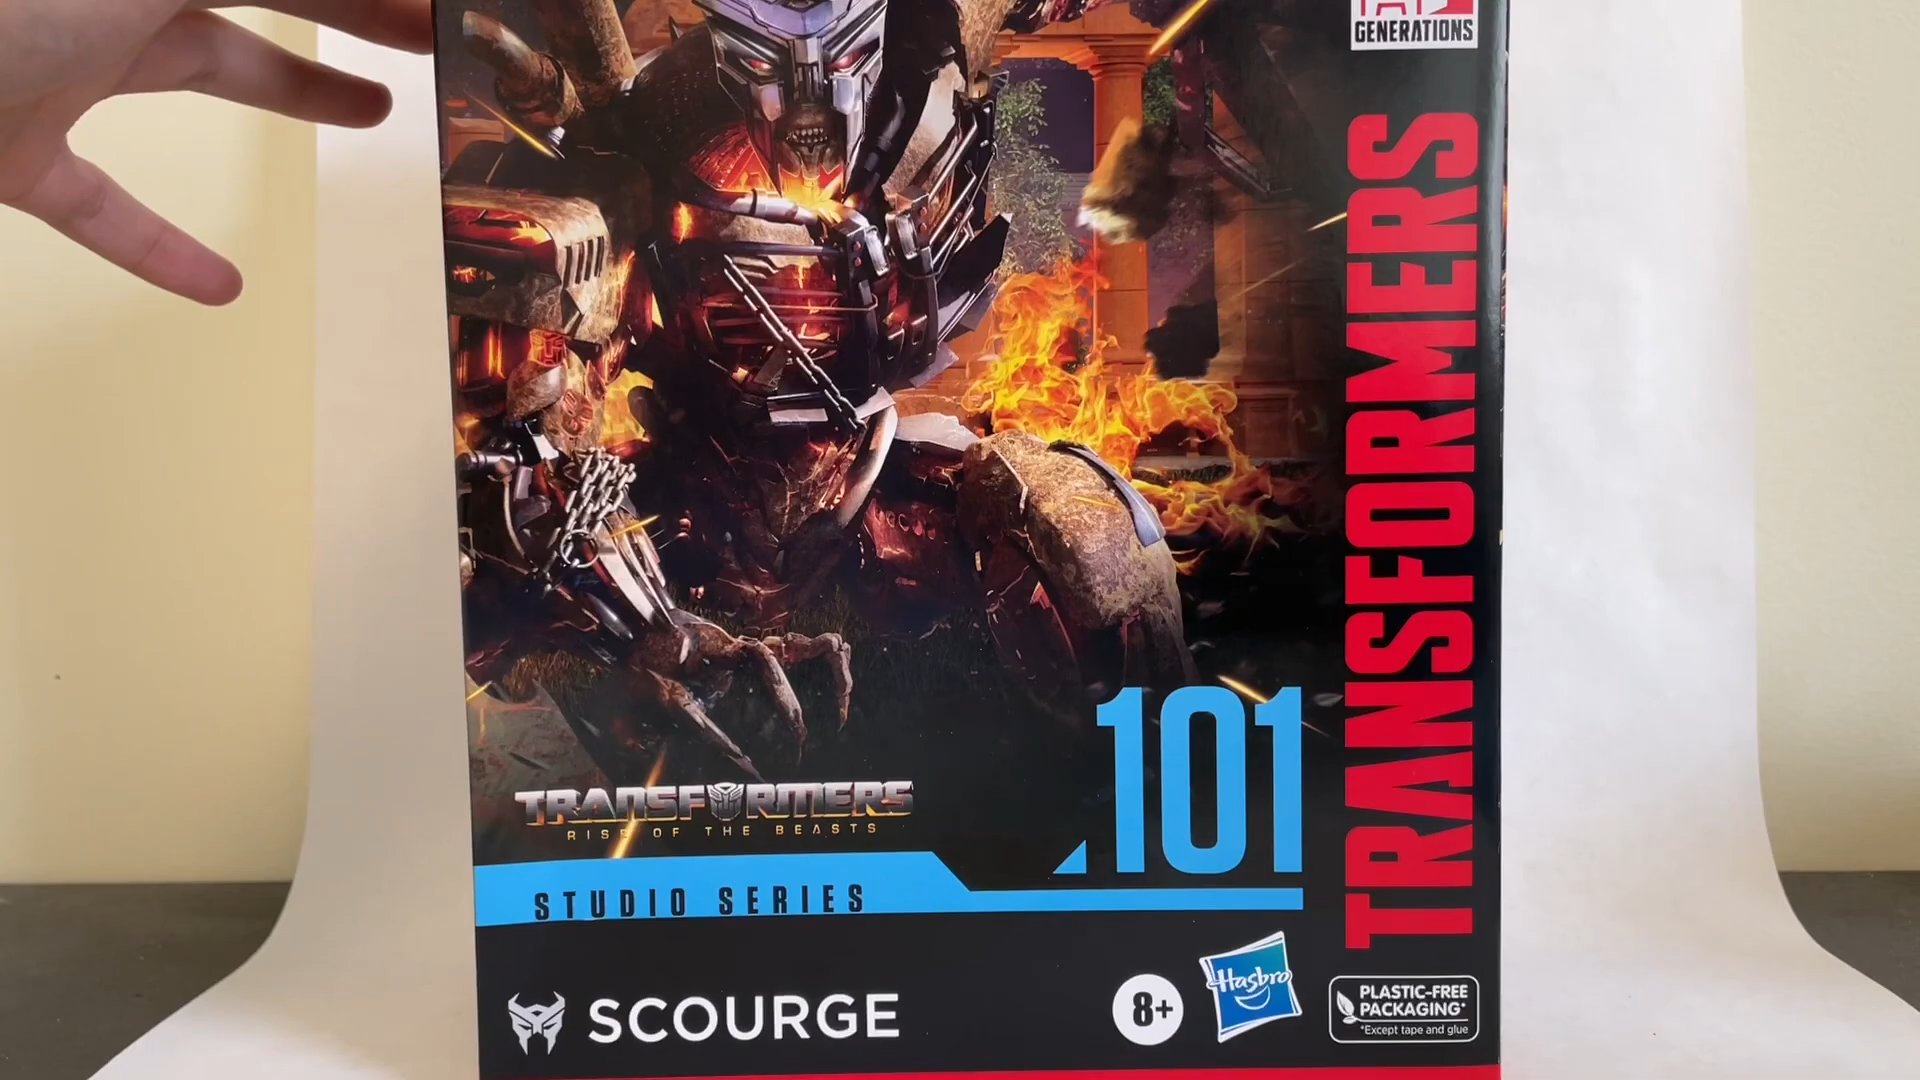 GENERATIONS
TRANSFORMERS
101
TRANSFORMERS
RISE OF THE BEASTS
STUDIO SERIES
SCOURGE
8+
Hasbro
PLASTIC-FREE
PACKAGING*
*Except tape and glue